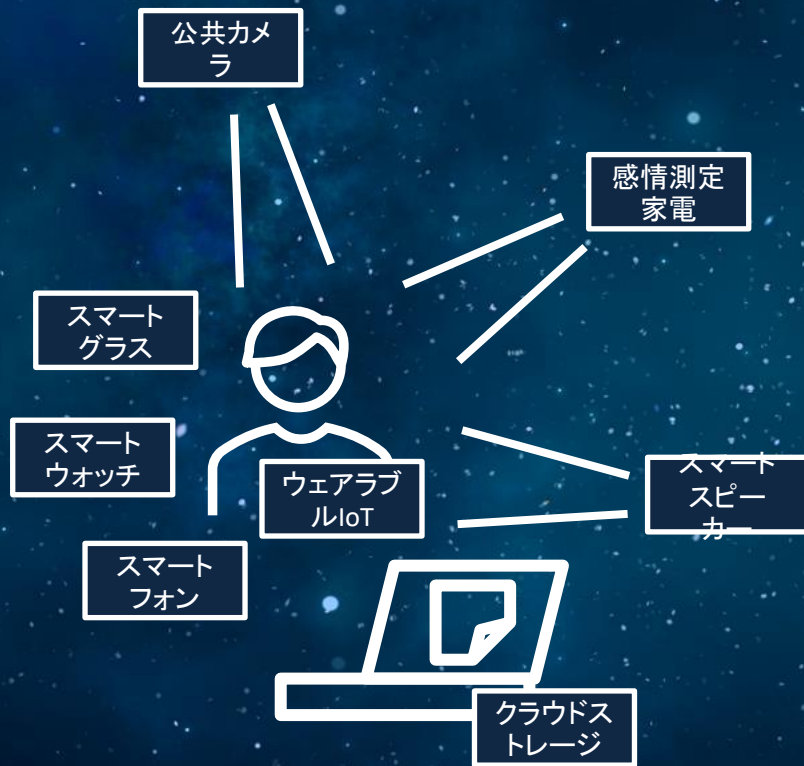 公共カメ
ラ
感情測定
家電
スマート
グラス
スマート
ウォッチ
ウェアラブ
ルIoT
スマート
スピー
カー
スマート
フォン
クラウドス
トレージ